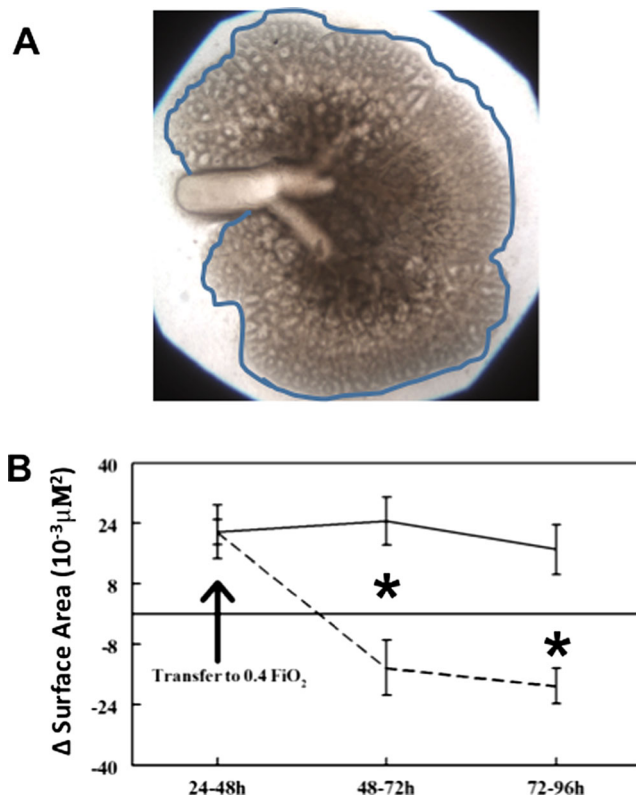 A
B
Δ Surface Area (10⁻³μM²)
40
24
8
-8
-24
-40
*
*
Transfer to 0.4 FiO₂
24-48h
48-72h
72-96h